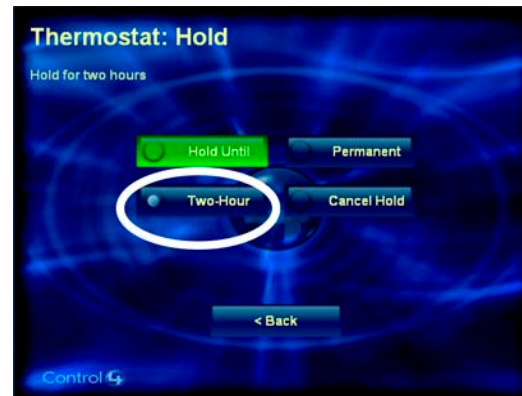 Thermostat: Hold
Hold for two hours
Hold Until
Permanent
Two-Hour
Cancel Hold
< Back
Control4